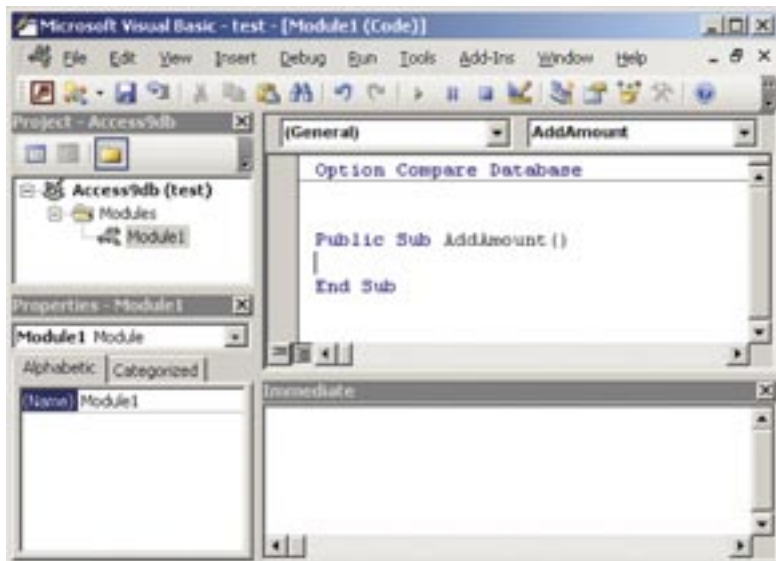 Microsoft Visual Basic - test - [Module1 (Code)]
File Edit View Insert Debug Run Tools Add-Ins Window Help
Project - Access9db
Access9db (test)
Modules
Module1
Properties - Module1
Module1 Module
Alphabetic Categorized
(Name) Module1
(General) AddAmount
Option Compare Database
Public Sub AddAmount()
End Sub
Immediate